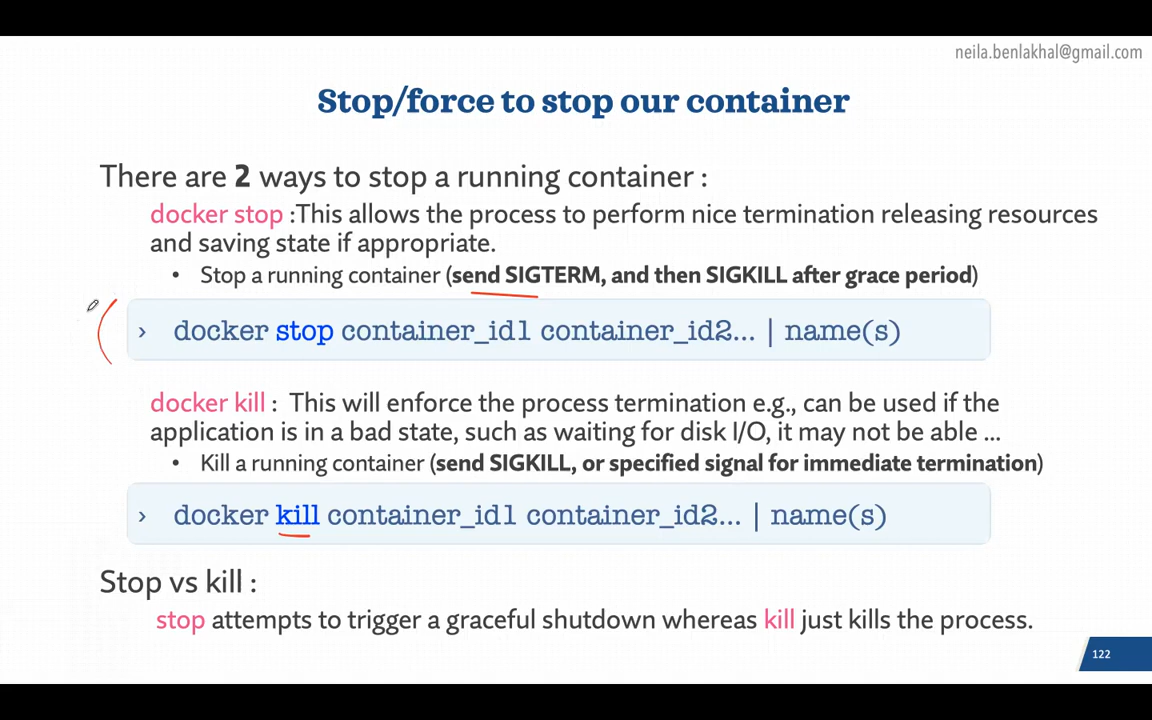 neila.benlakhal@gmail.com
Stop/force to stop our container
There are 2 ways to stop a running container :
docker stop :This allows the process to perform nice termination releasing resources
and saving state if appropriate.
• Stop a running container (send SIGTERM, and then SIGKILL after grace period)
› docker stop container_id1 container_id2... | name(s)
docker kill : This will enforce the process termination e.g., can be used if the
application is in a bad state, such as waiting for disk I/O, it may not be able ...
• Kill a running container (send SIGKILL, or specified signal for immediate termination)
› docker kill container_id1 container_id2... | name(s)
Stop vs kill :
stop attempts to trigger a graceful shutdown whereas kill just kills the process.
122